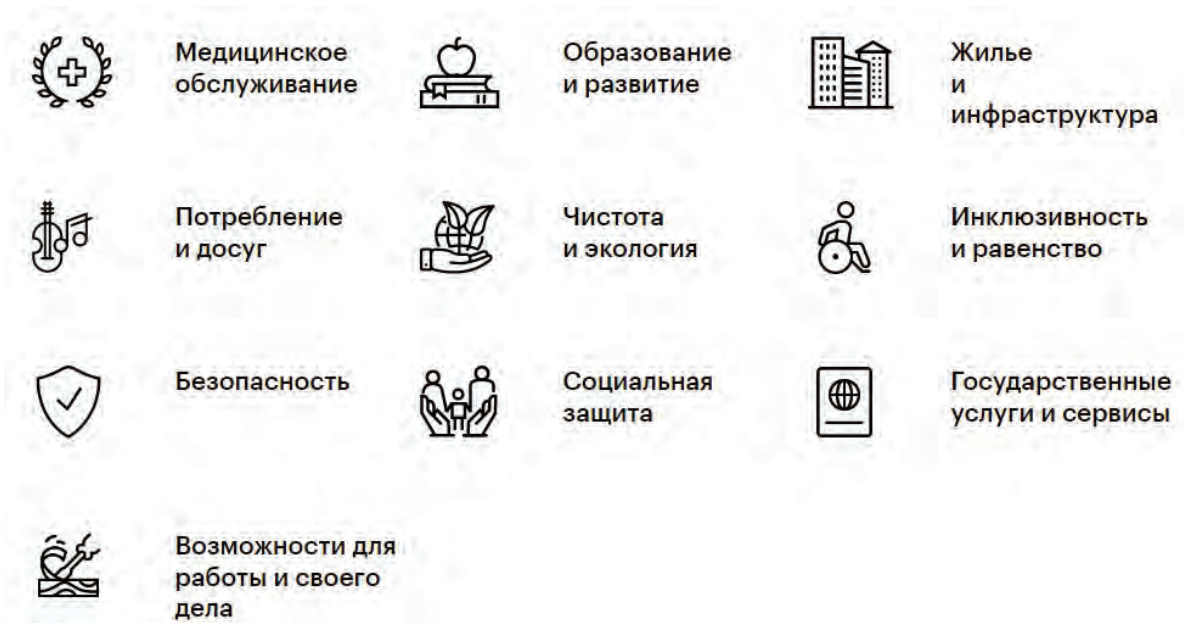 Медицинское
обслуживание
Образование
и развитие
Жилье
и
инфраструктура
Потребление
и досуг
Чистота
и экология
Инклюзивность
и равенство
Безопасность
Социальная
защита
Государственные
услуги и сервисы
Возможности для
работы и своего
дела